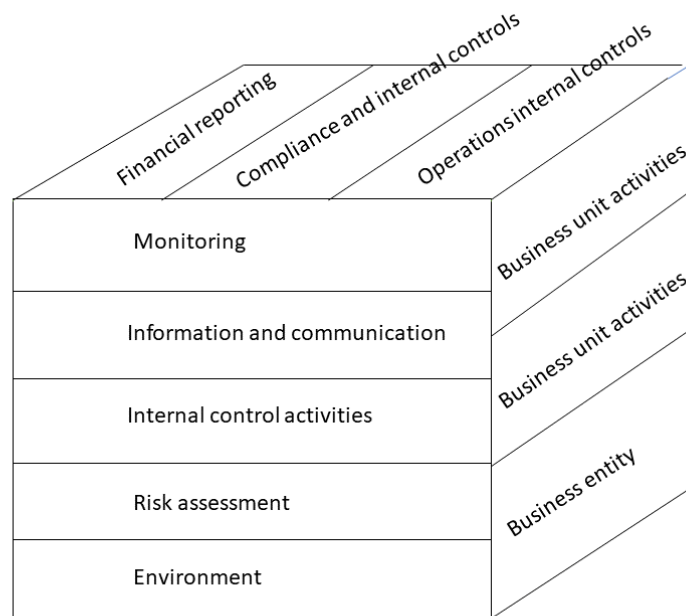 Financial reporting
Compliance and internal controls
Operations internal controls
Monitoring
Information and communication
Internal control activities
Risk assessment
Environment
Business unit activities
Business unit activities
Business entity